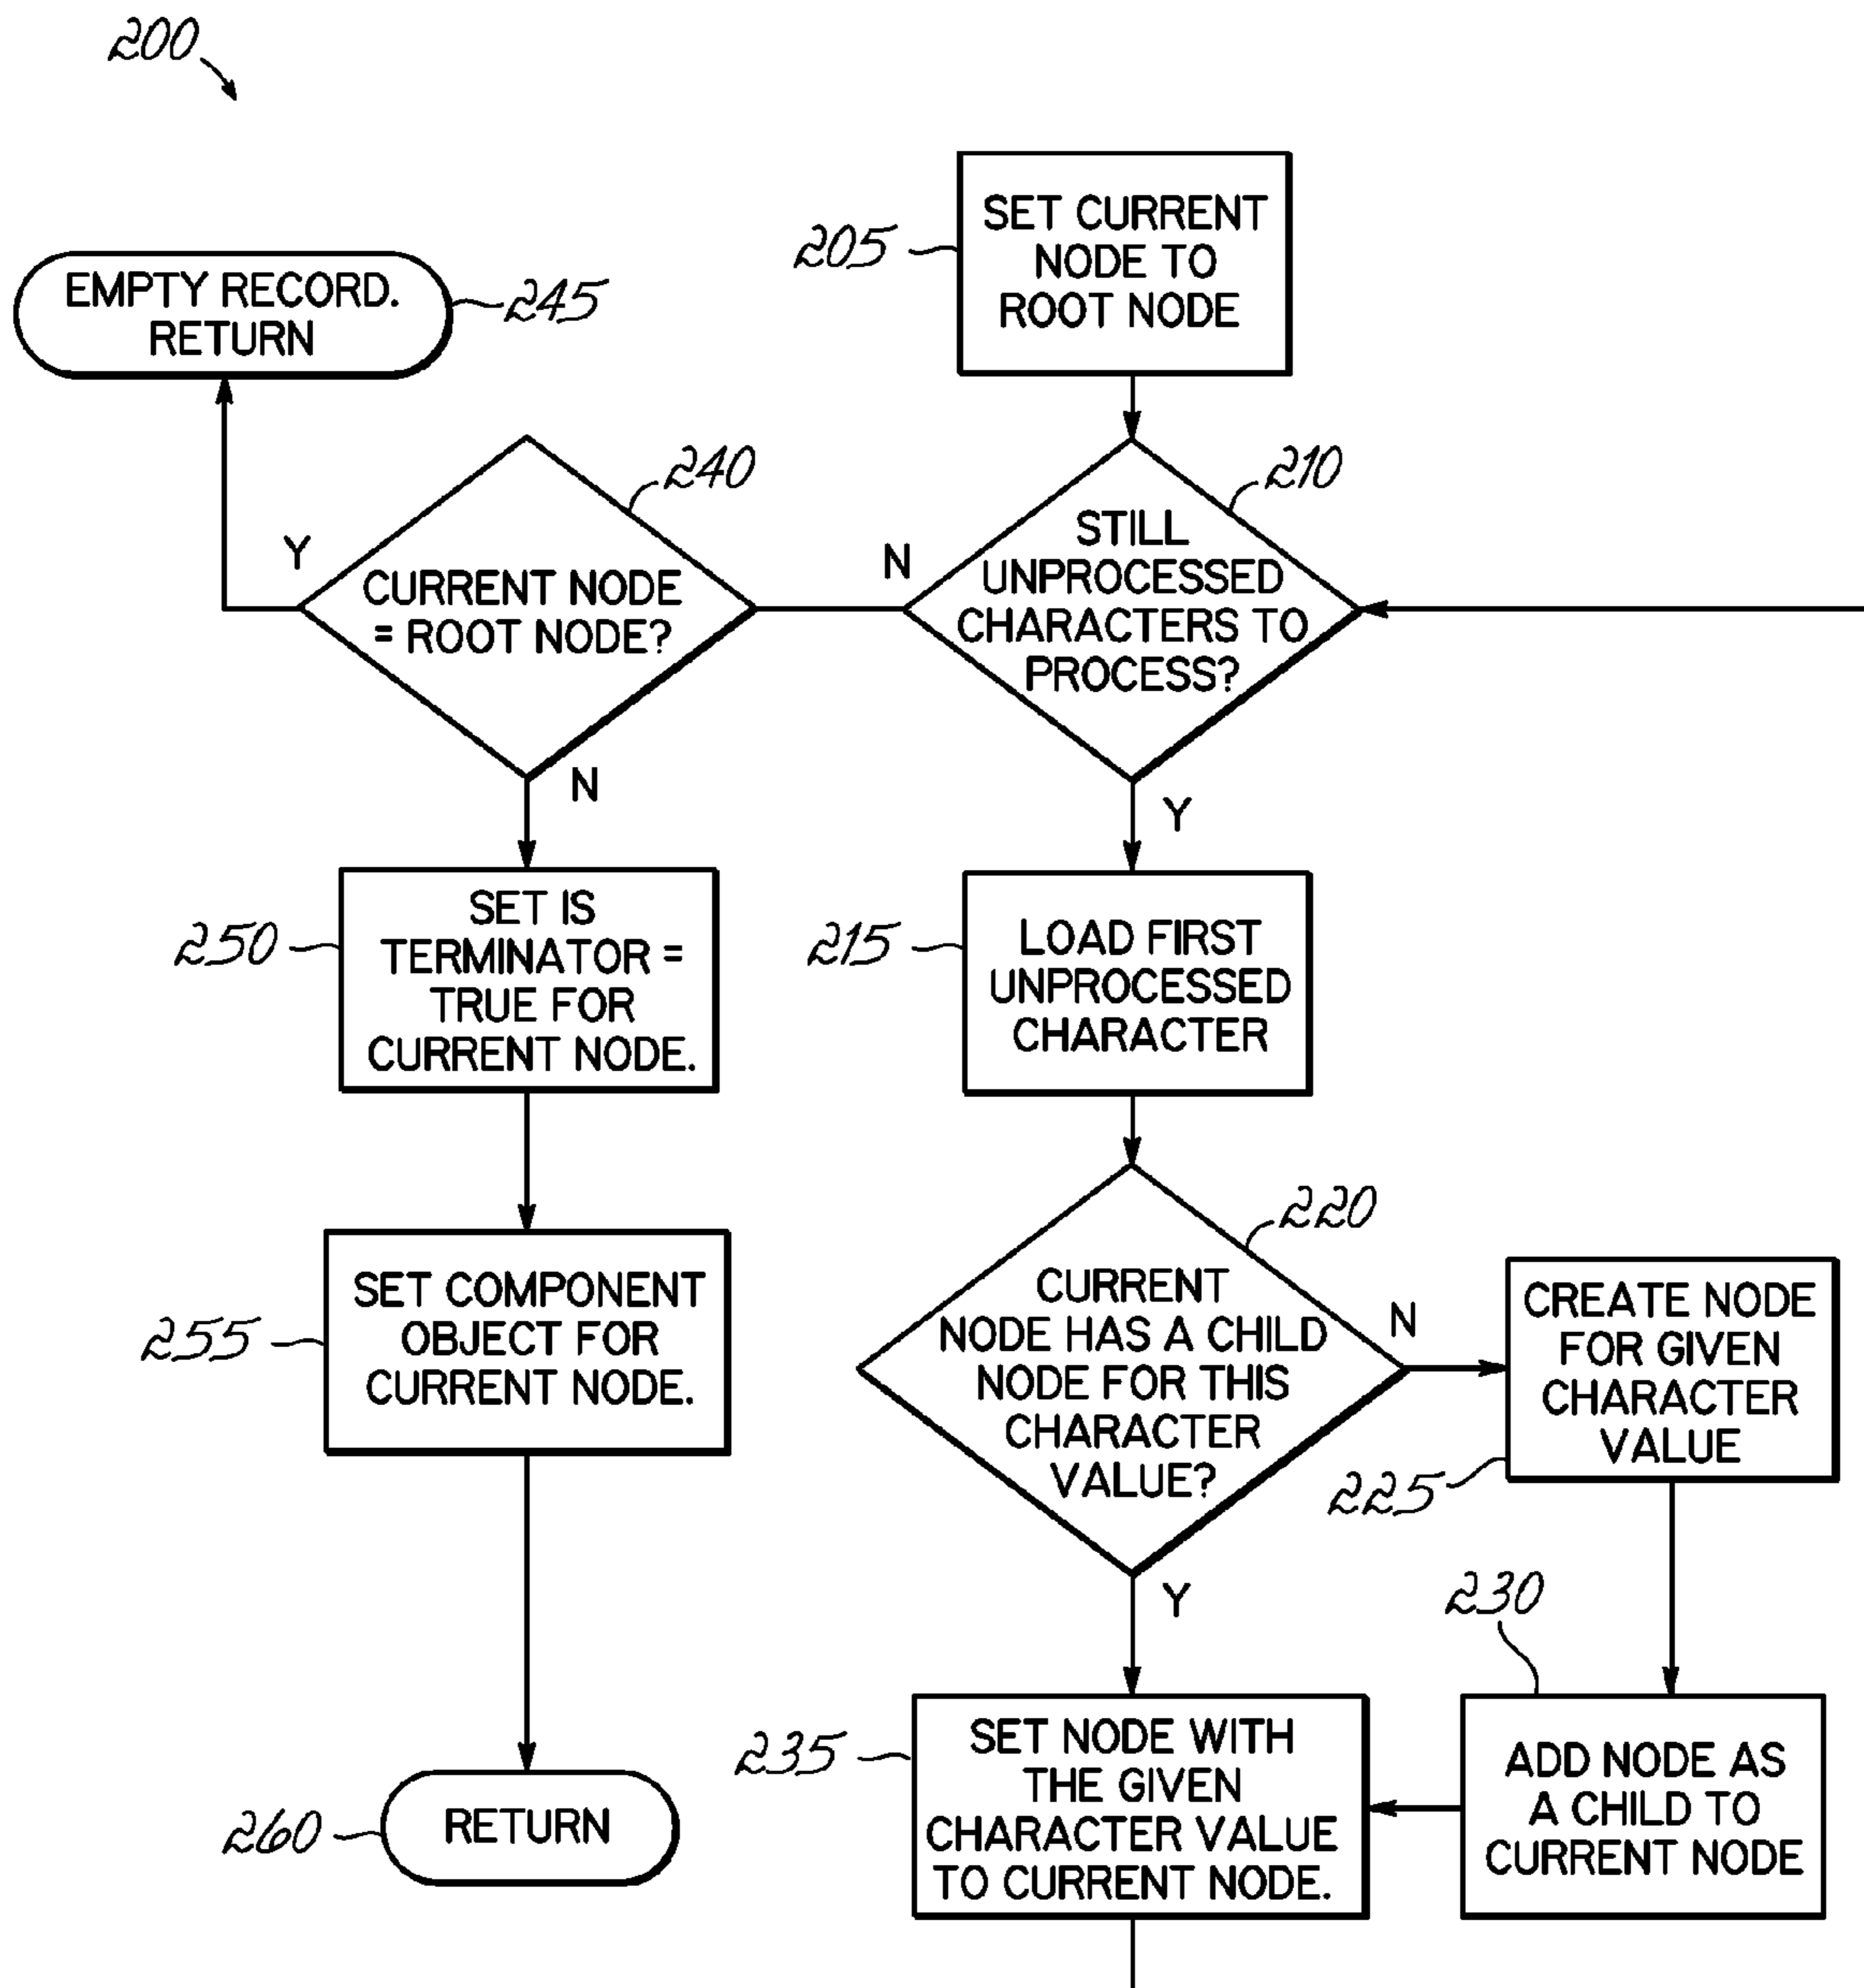 200
SET CURRENT
NODE TO
ROOT NODE
205
EMPTY RECORD.
RETURN
245
240
CURRENT NODE
= ROOT NODE?
Y
N
210
STILL
UNPROCESSED
CHARACTERS TO
PROCESS?
N
Y
250
SET IS
TERMINATOR =
TRUE FOR
CURRENT NODE.
215
LOAD FIRST
UNPROCESSED
CHARACTER
220
CURRENT
NODE HAS A CHILD
NODE FOR THIS
CHARACTER
VALUE?
N
Y
CREATE NODE
FOR GIVEN
CHARACTER
VALUE
225
255
SET COMPONENT
OBJECT FOR
CURRENT NODE.
230
ADD NODE AS
A CHILD TO
CURRENT NODE
235
SET NODE WITH
THE GIVEN
CHARACTER VALUE
TO CURRENT NODE.
260
RETURN